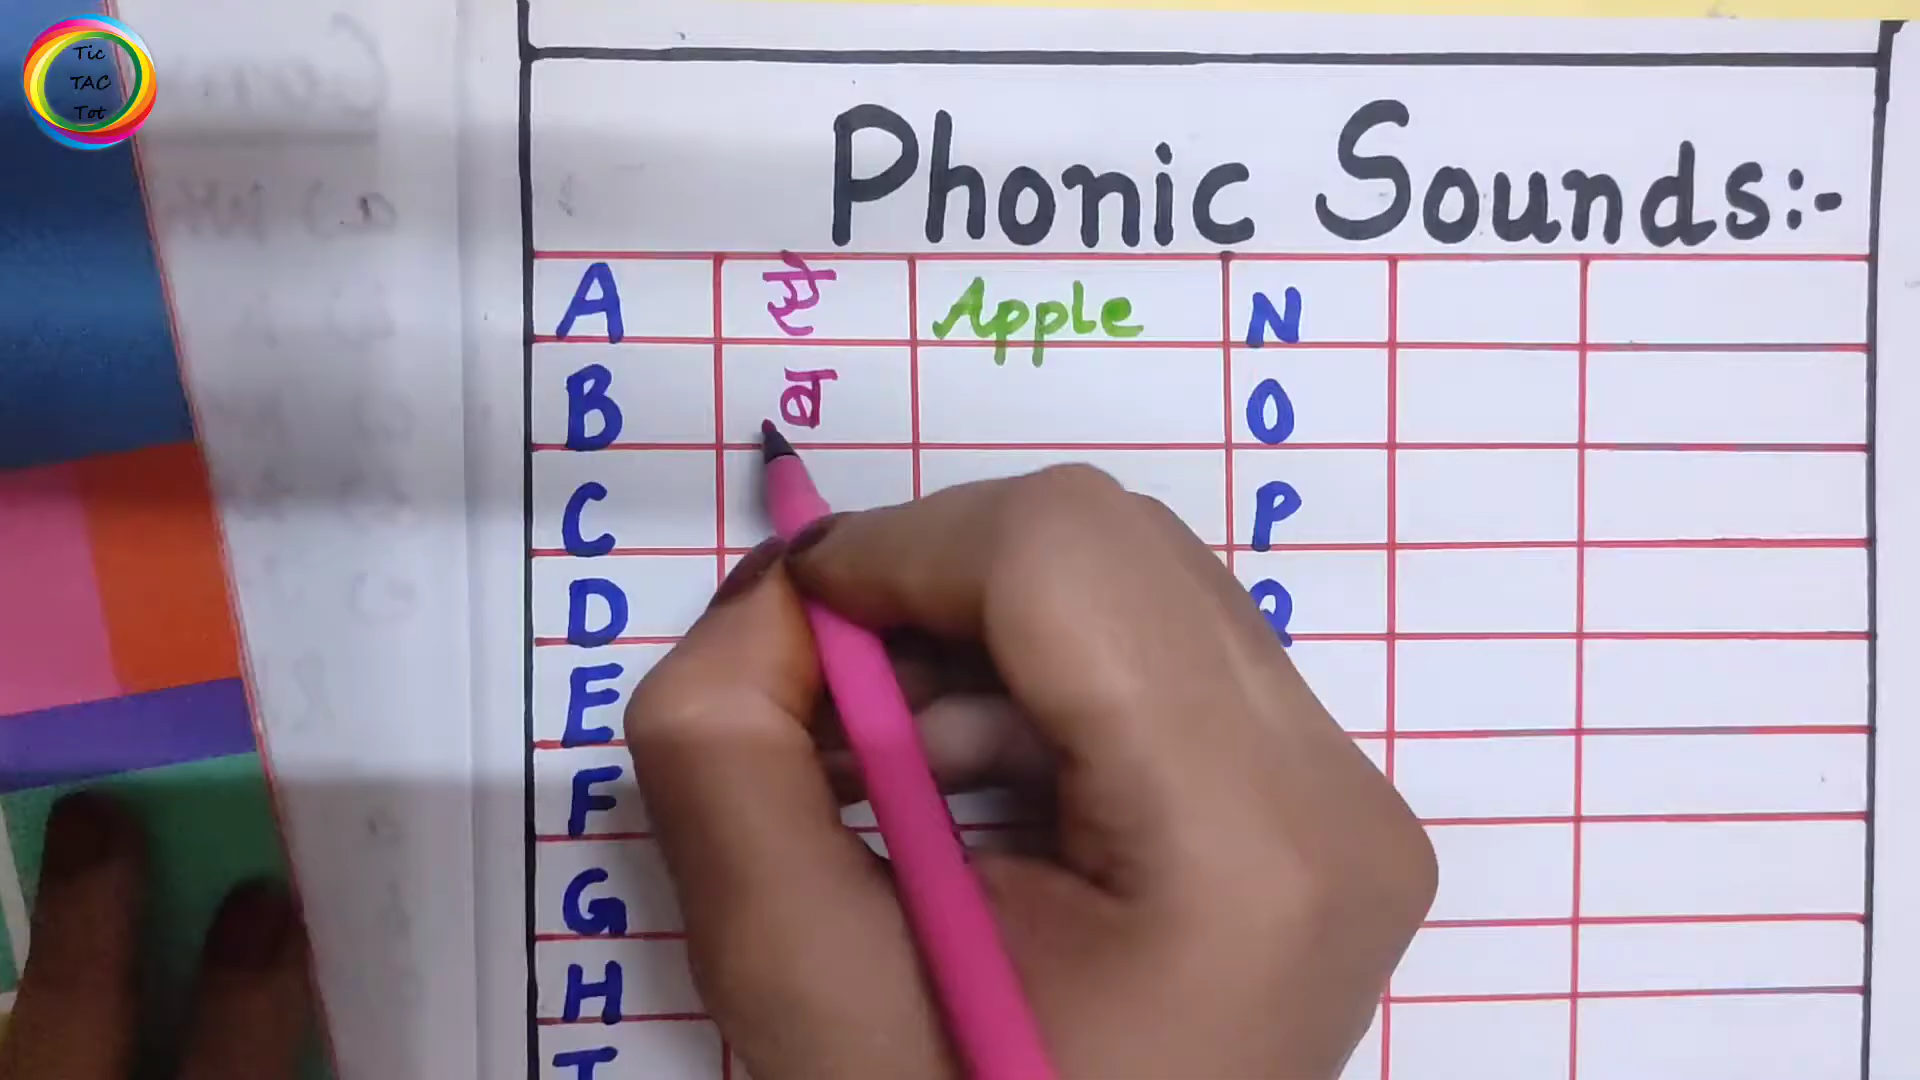 Tic
TAC
Tot
Phonic Sounds:-
A ऐ Apple N
B ब O
C P
D Q
E
F
G
H
I